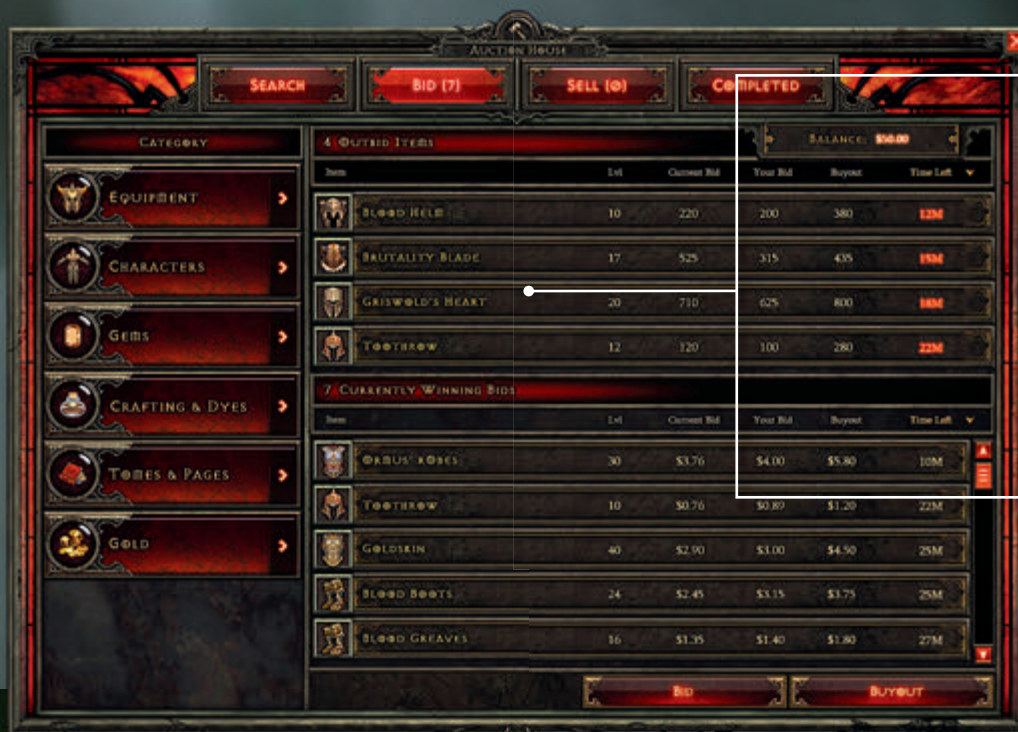 AUCTION HOUSE
SEARCH BID (7) SELL (0) COMPLETED
CATEGORY
EQUIPMENT
CHARACTERS
GEMS
CRAFTING & DYES
TOMES & PAGES
GOLD
BALANCE: $50.00
4 OUTBID ITEMS
Item Lvl Current Bid Your Bid Buyout Time Left
BLOOD HELM 10 220 200 380 12M
BRUTALITY BLADE 17 325 315 435 15M
GRISWOLD'S HEART 20 710 625 800 18M
TOOTHROW 12 120 100 280 22M
7 CURRENTLY WINNING BIDS
Item Lvl Current Bid Your Bid Buyout Time Left
ORMUS' ROBES 30 $3.76 $4.00 $5.80 10M
TOOTHROW 10 $0.76 $0.89 $1.20 22M
GOLDSKIN 40 $2.90 $3.00 $4.50 25M
BLOOD BOOTS 24 $2.45 $3.15 $3.75 25M
BLOOD GREAVES 16 $1.35 $1.40 $1.80 27M
BID BUYOUT